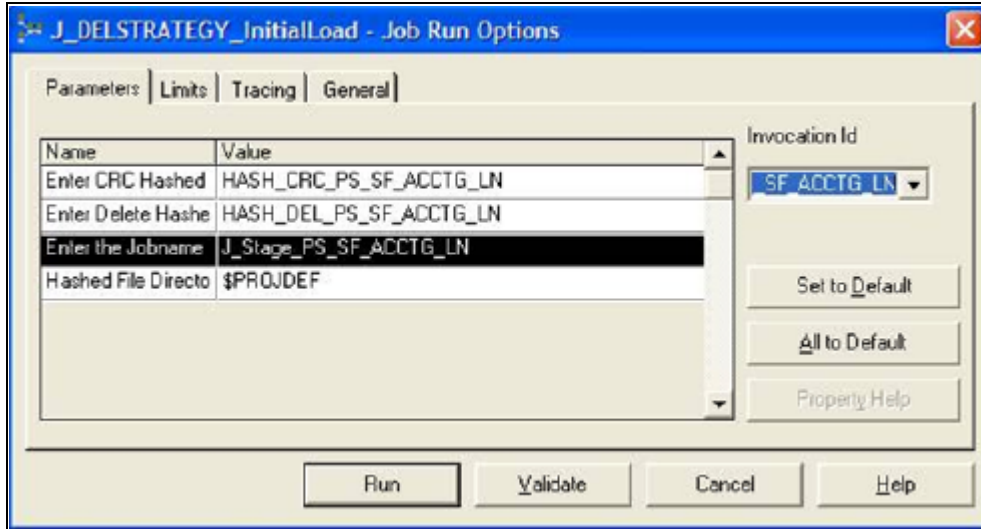 J_DELSTRATEGY_InitialLoad - Job Run Options
Parameters Limits Tracing General
Invocation Id
_SF_ACCTG_LN
Name Value
Enter CRC Hashed HASH_CRC_PS_SF_ACCTG_LN
Enter Delete Hashe HASH_DEL_PS_SF_ACCTG_LN
Enter the Jobname J_Stage_PS_SF_ACCTG_LN
Hashed File Directo $PROJDEF
Set to Default
All to Default
Property Help
Run Validate Cancel Help